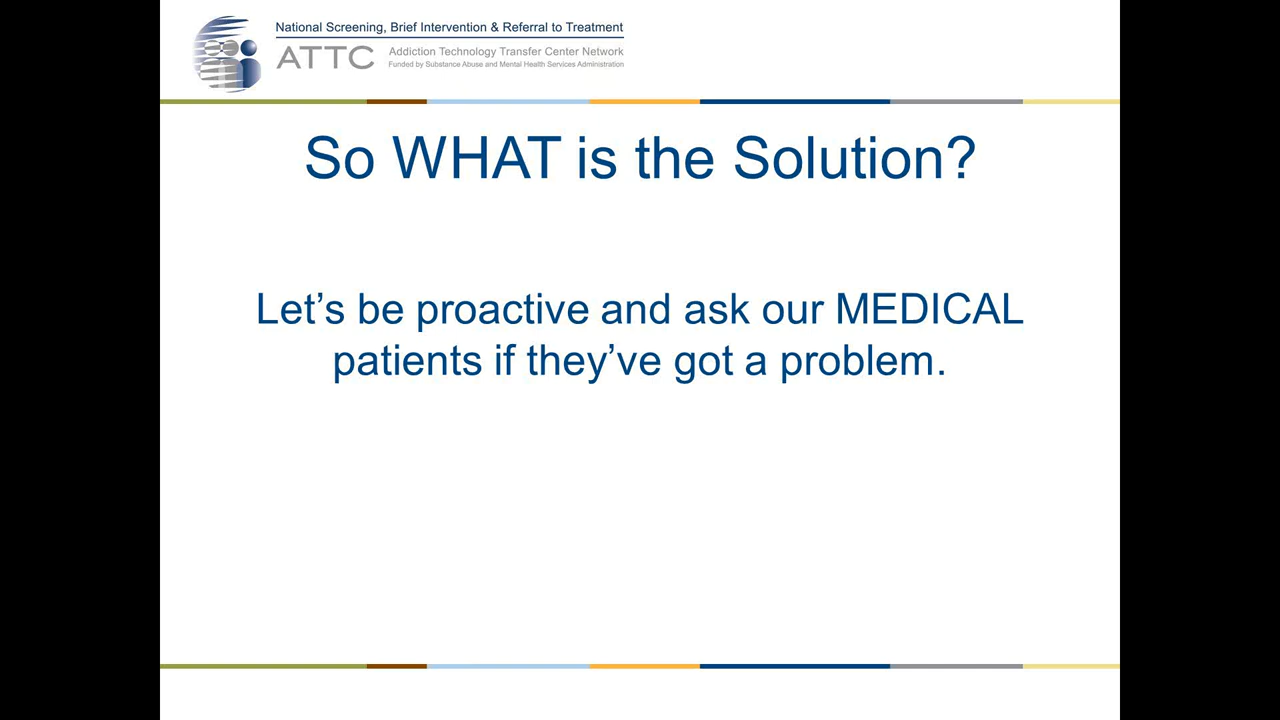 National Screening, Brief Intervention & Referral to Treatment
ATTC
Addiction Technology Transfer Center Network
Funded by Substance Abuse and Mental Health Services Administration
So WHAT is the Solution?
Let’s be proactive and ask our MEDICAL
patients if they’ve got a problem.